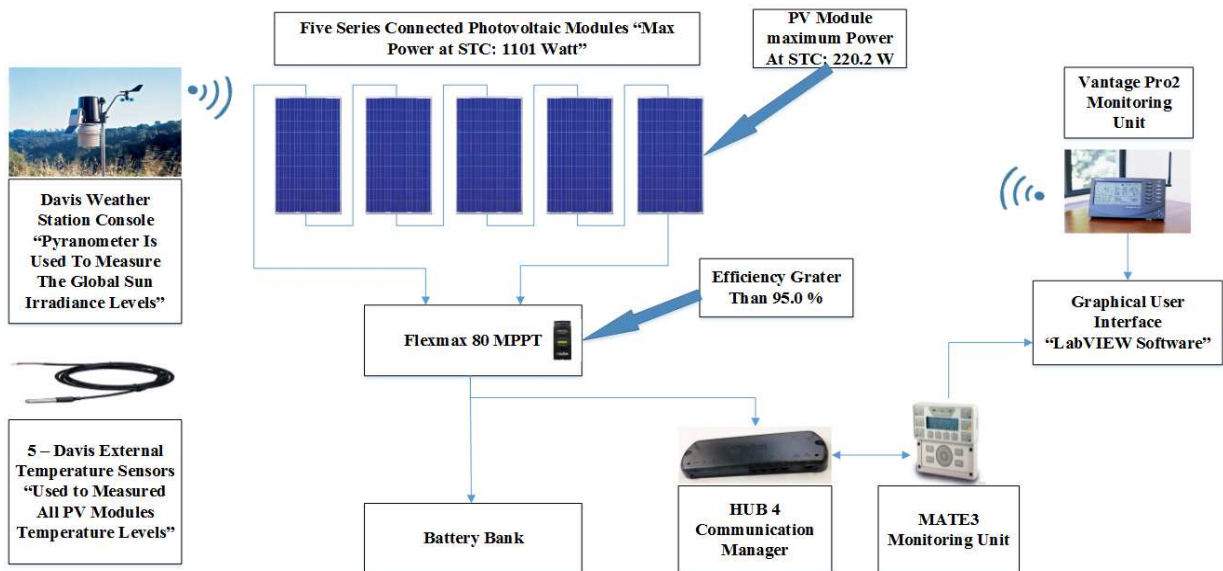 Five Series Connected Photovoltaic Modules “Max
Power at STC: 1101 Watt”
PV Module
maximum Power
At STC: 220.2 W
Vantage Pro2
Monitoring
Unit
Davis Weather
Station Console
“Pyranometer Is
Used To Measure
The Global Sun
Irradiance Levels”
Efficiency Grater
Than 95.0 %
Flexmax 80 MPPT
Graphical User
Interface
“LabVIEW Software”
5 – Davis External
Temperature Sensors
“Used to Measured
All PV Modules
Temperature Levels”
Battery Bank
HUB 4
Communication
Manager
MATE3
Monitoring Unit